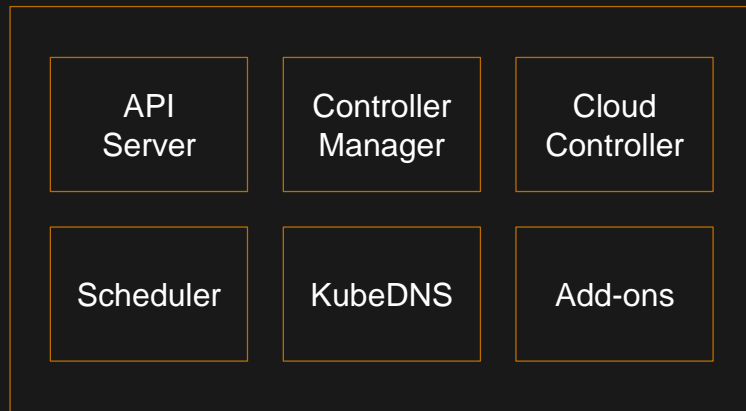 API
Server
Controller
Manager
Cloud
Controller
Scheduler
KubeDNS
Add-ons